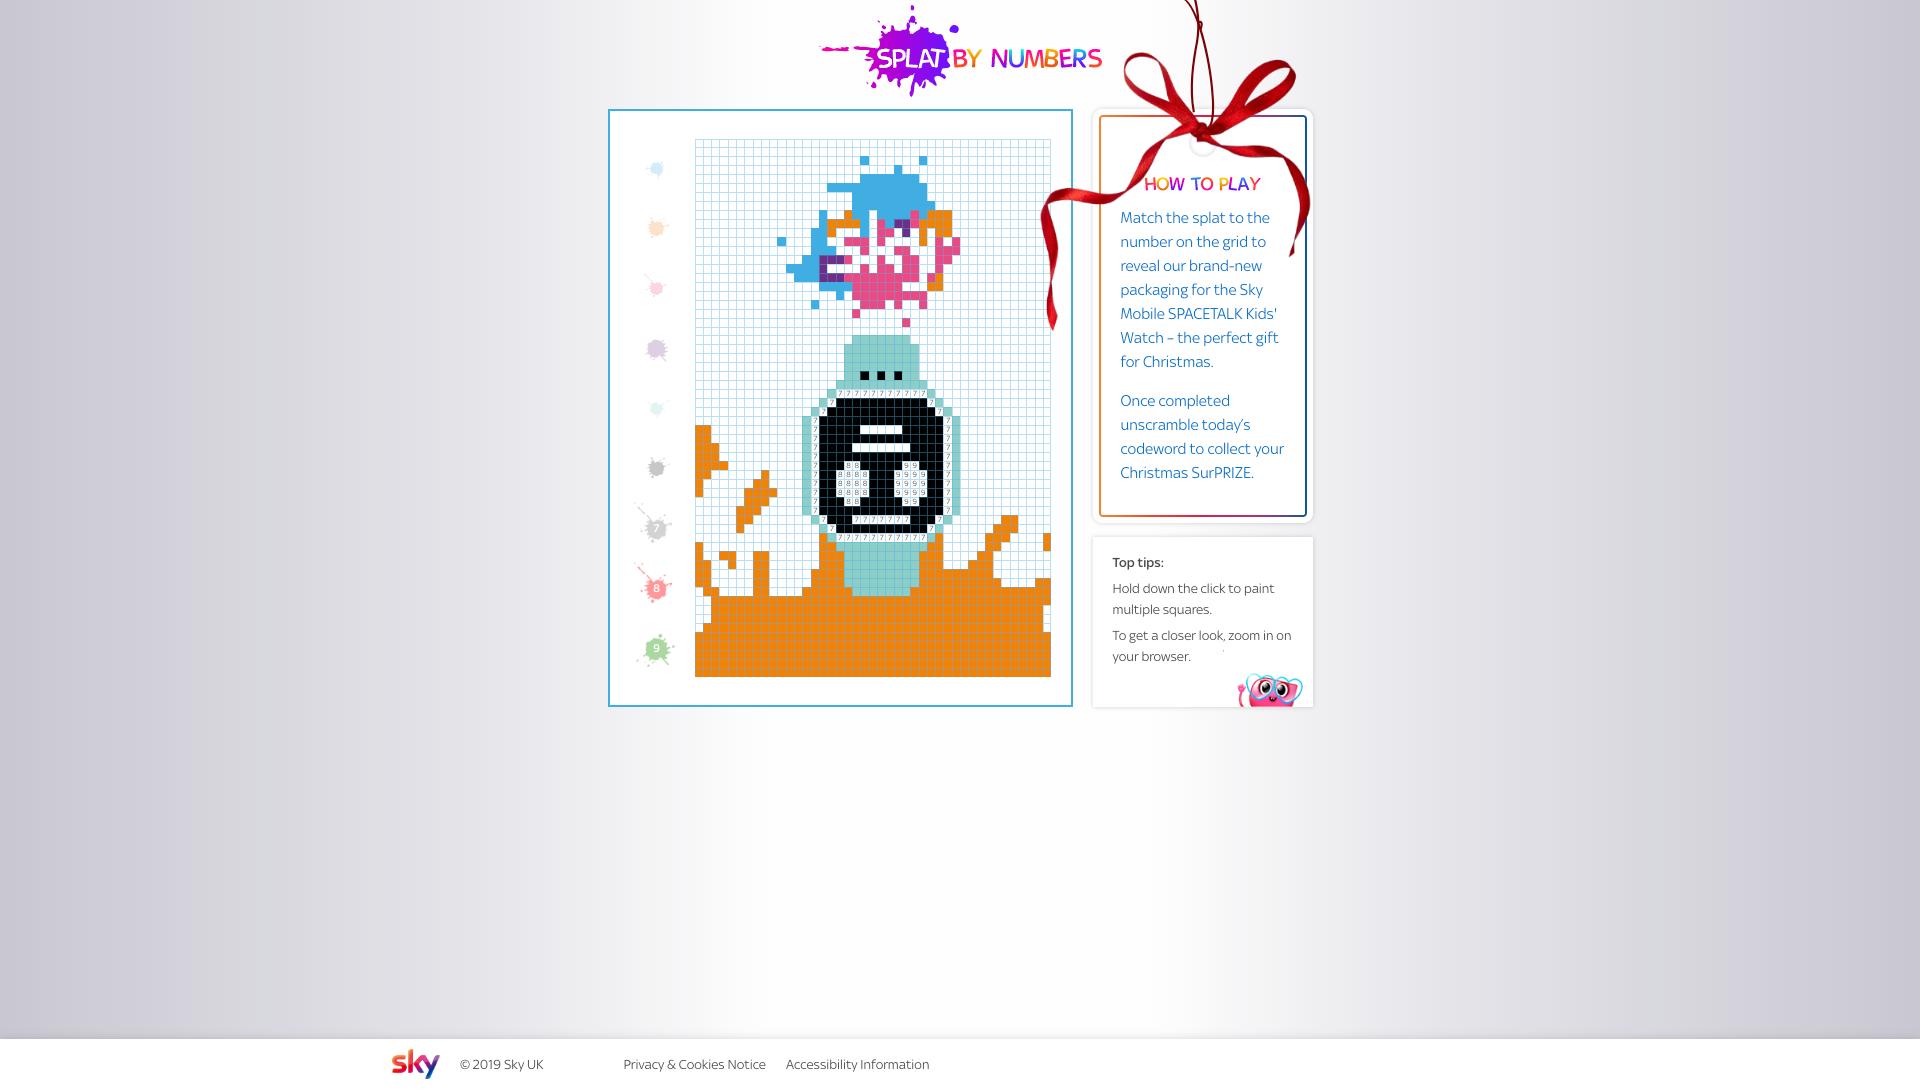 SPLAT BY NUMBERS
HOW TO PLAY
Match the splat to the
number on the grid to
reveal our brand-new
packaging for the Sky
Mobile SPACETALK Kids'
Watch – the perfect gift
for Christmas.
Once completed
unscramble today's
codeword to collect your
Christmas SurPRIZE.
7
8
9
Top tips:
Hold down the click to paint
multiple squares.
To get a closer look, zoom in on
your browser.
sky © 2019 Sky UK Privacy & Cookies Notice Accessibility Information